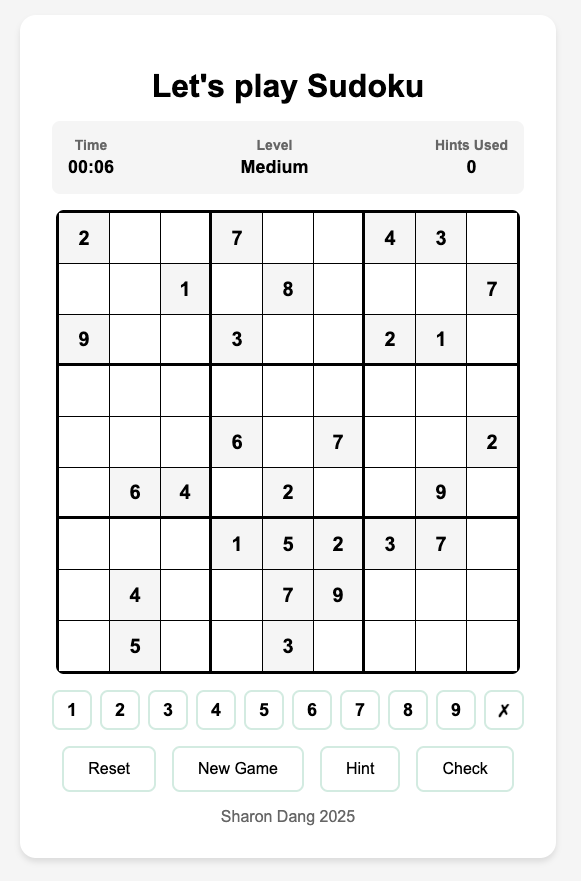 Let's play Sudoku
Time Level Hints Used
00:06 Medium 0
2 7 4 3
1 8 7
9 3 2 1
6 7 2
6 4 2 9
1 5 2 3 7
4 7 9
5 3
1 2 3 4 5 6 7 8 9 ✗
Reset New Game Hint Check
Sharon Dang 2025